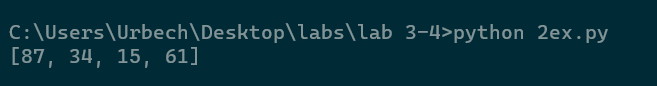 C:\Users\Urbech\Desktop\labs\lab 3-4>python 2ex.py
[87, 34, 15, 61]